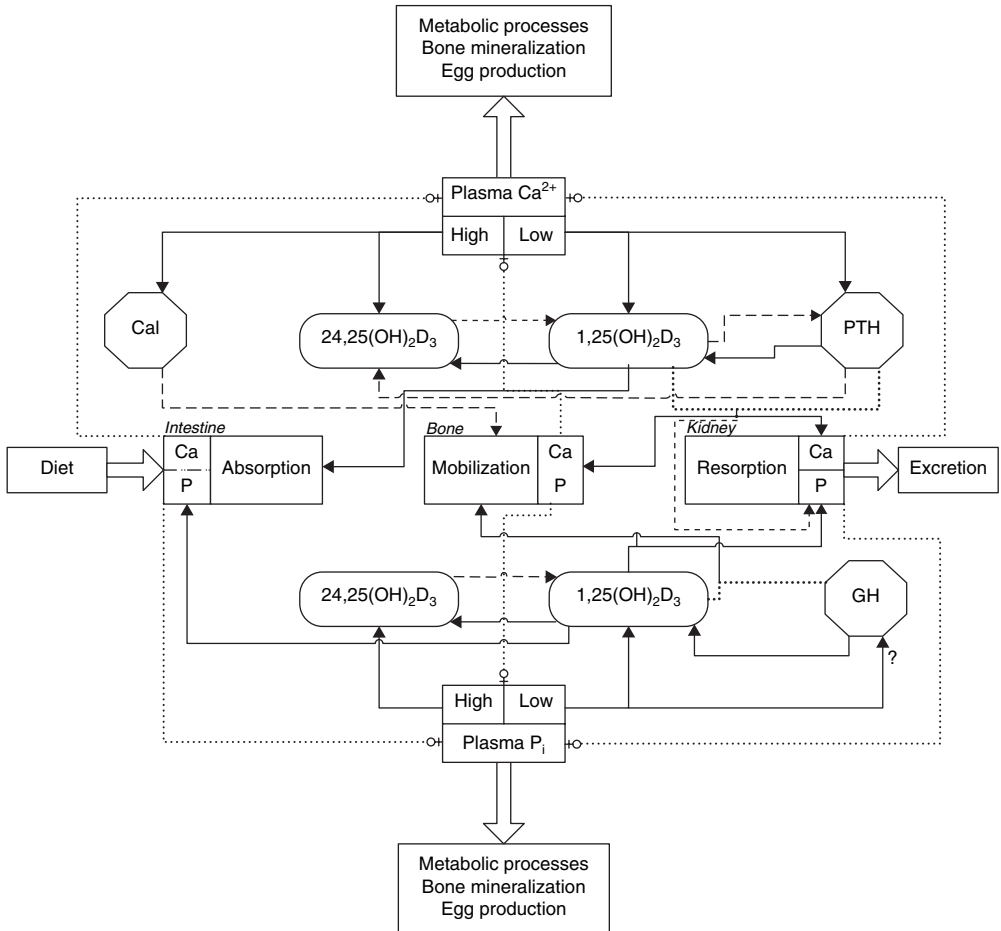 Metabolic processes
Bone mineralization
Egg production
Plasma Ca²⁺
High
Low
Cal
24,25(OH)₂D₃
1,25(OH)₂D₃
PTH
Intestine
Bone
Kidney
Diet
Ca
P
Absorption
Mobilization
Ca
P
Resorption
Ca
P
Excretion
24,25(OH)₂D₃
1,25(OH)₂D₃
GH
?
High
Low
Plasma Pᵢ
Metabolic processes
Bone mineralization
Egg production